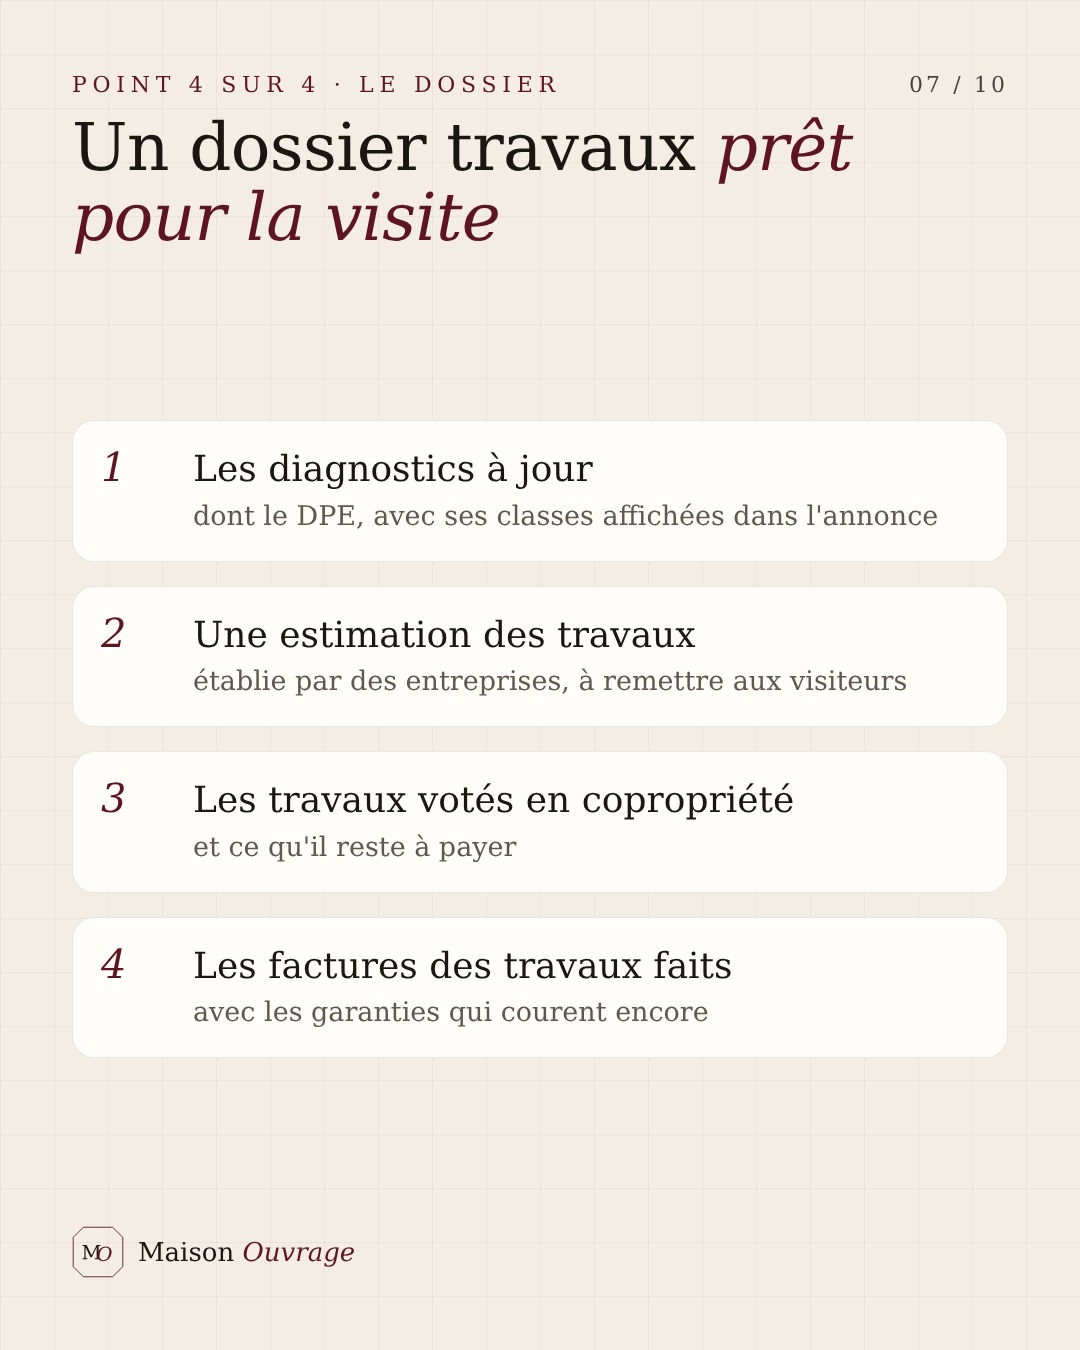 POINT 4 SUR 4 · LE DOSSIER
07 / 10
Un dossier travaux prêt
pour la visite
1
Les diagnostics à jour
dont le DPE, avec ses classes affichées dans l'annonce
2
Une estimation des travaux
établie par des entreprises, à remettre aux visiteurs
3
Les travaux votés en copropriété
et ce qu'il reste à payer
4
Les factures des travaux faits
avec les garanties qui courent encore
MO
Maison Ouvrage